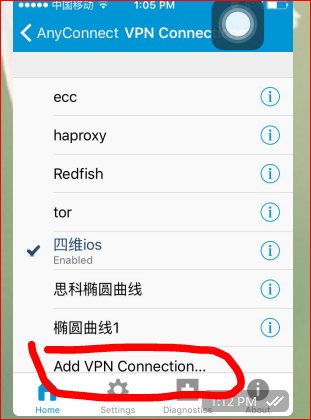 中国移动 1:05 PM
AnyConnect VPN Connec
ecc
haproxy
Redfish
tor
四维ios
Enabled
思科椭圆曲线
椭圆曲线1
Add VPN Connection...
Home Settings Diagnostics About
1:12 PM